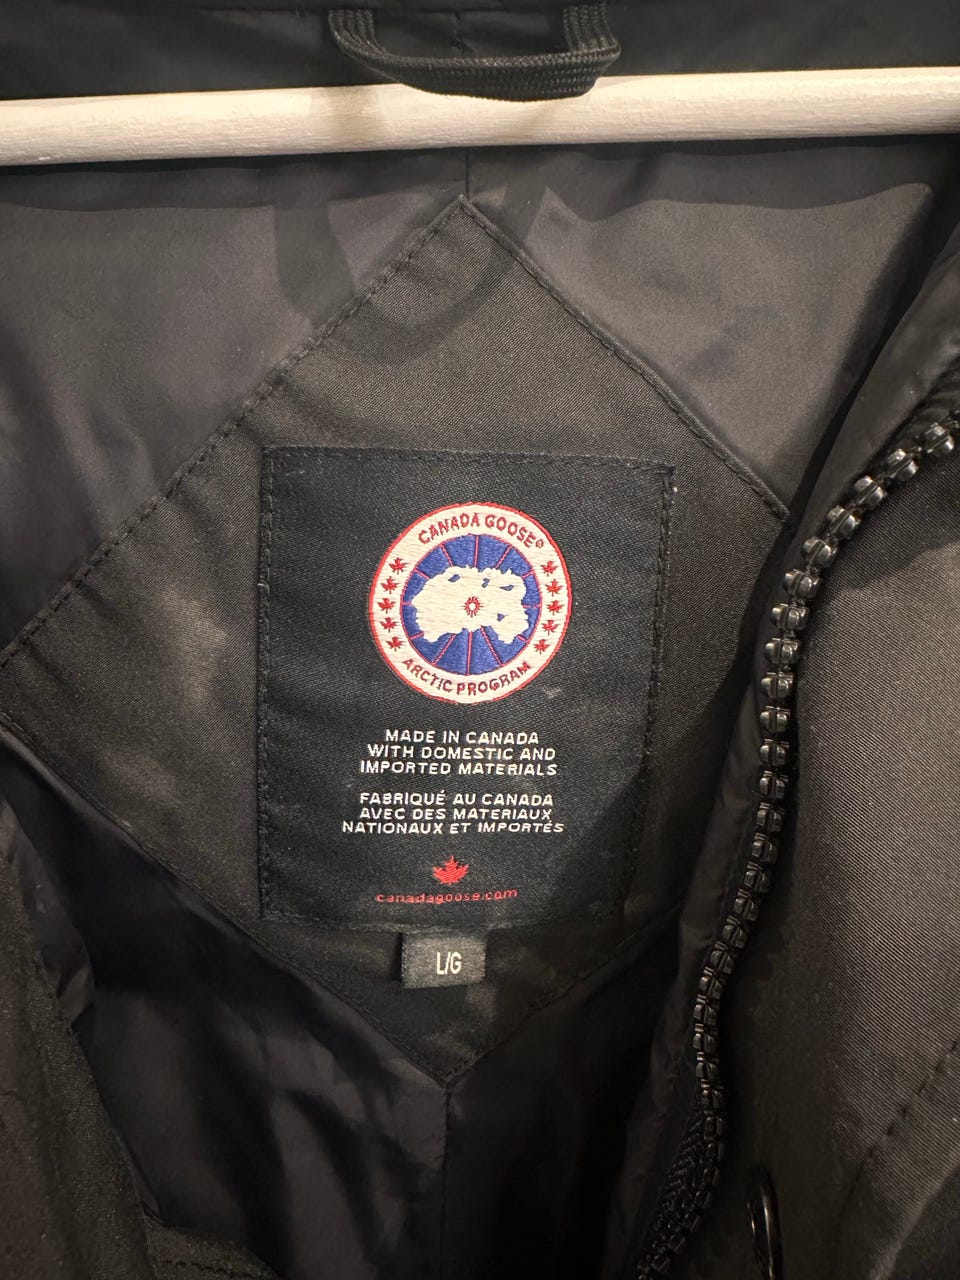 CANADA GOOSE®
ARCTIC PROGRAM
MADE IN CANADA
WITH DOMESTIC AND
IMPORTED MATERIALS
FABRIQUÉ AU CANADA
AVEC DES MATERIAUX
NATIONAUX ET IMPORTÉS
canadagoose.com
L/G